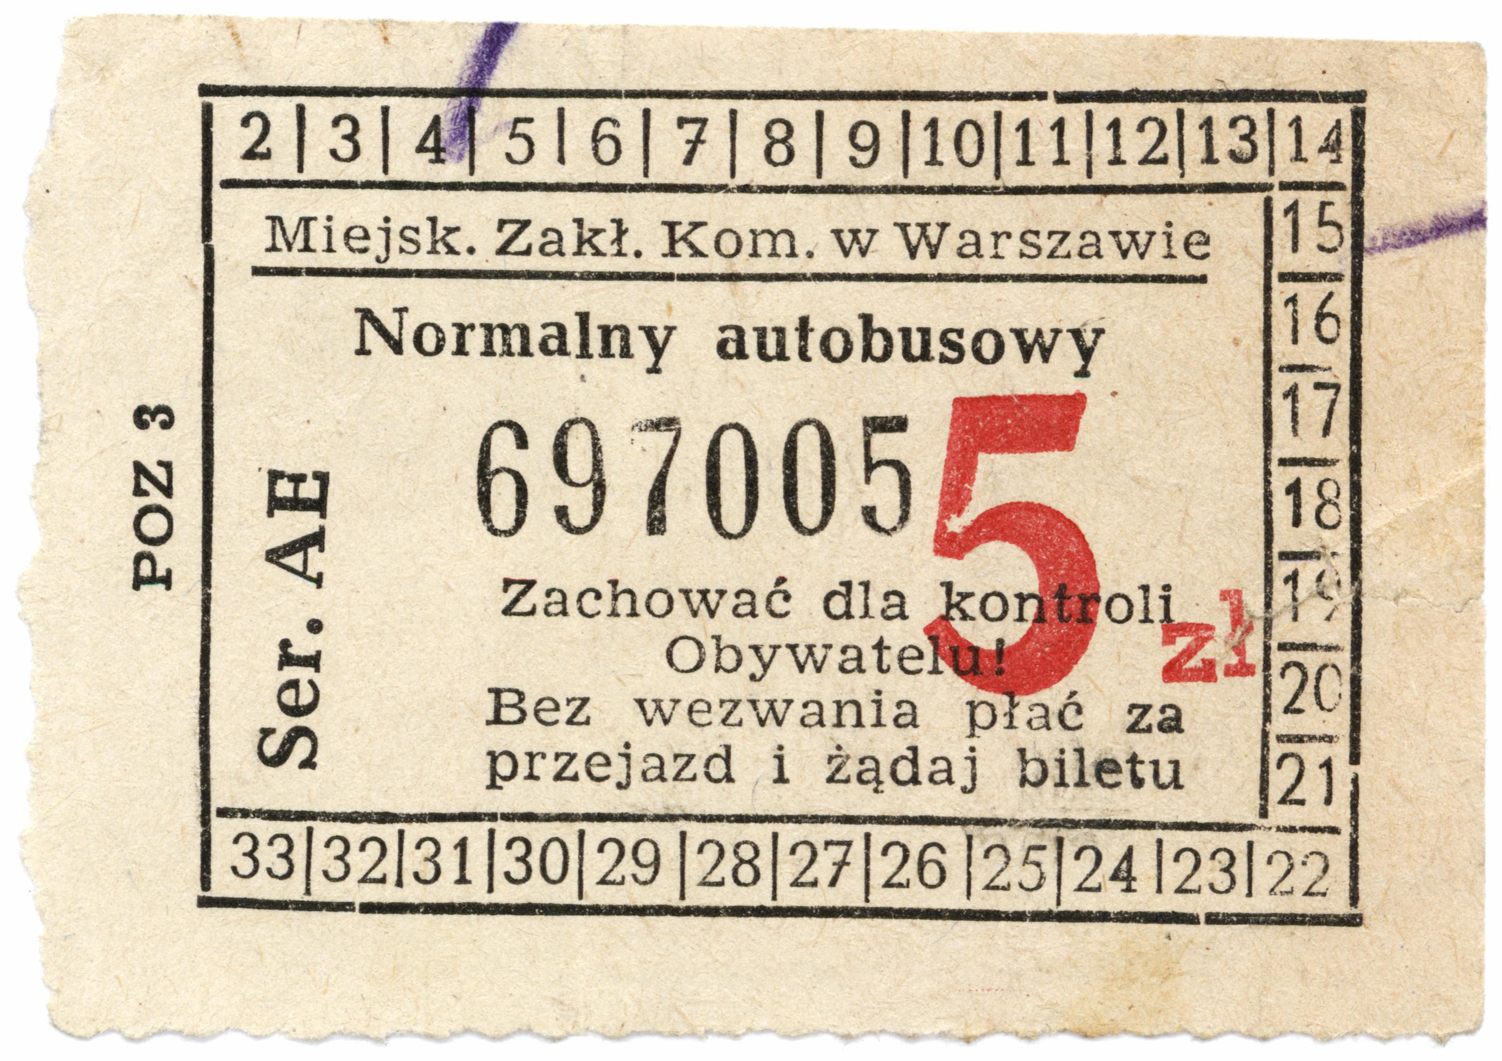 2 | 3 | 4 | 5 | 6 | 7 | 8 | 9 | 10 | 11 | 12 | 13 | 14
15
16
17
18
19
20
21
Miejsk. Zakł. Kom. w Warszawie
Normalny autobusowy
697005
5 zł
Zachować dla kontroli
Obywatelu!
Bez wezwania płać za
przejazd i żądaj biletu
Ser. AE
POZ 3
33 | 32 | 31 | 30 | 29 | 28 | 27 | 26 | 25 | 24 | 23 | 22